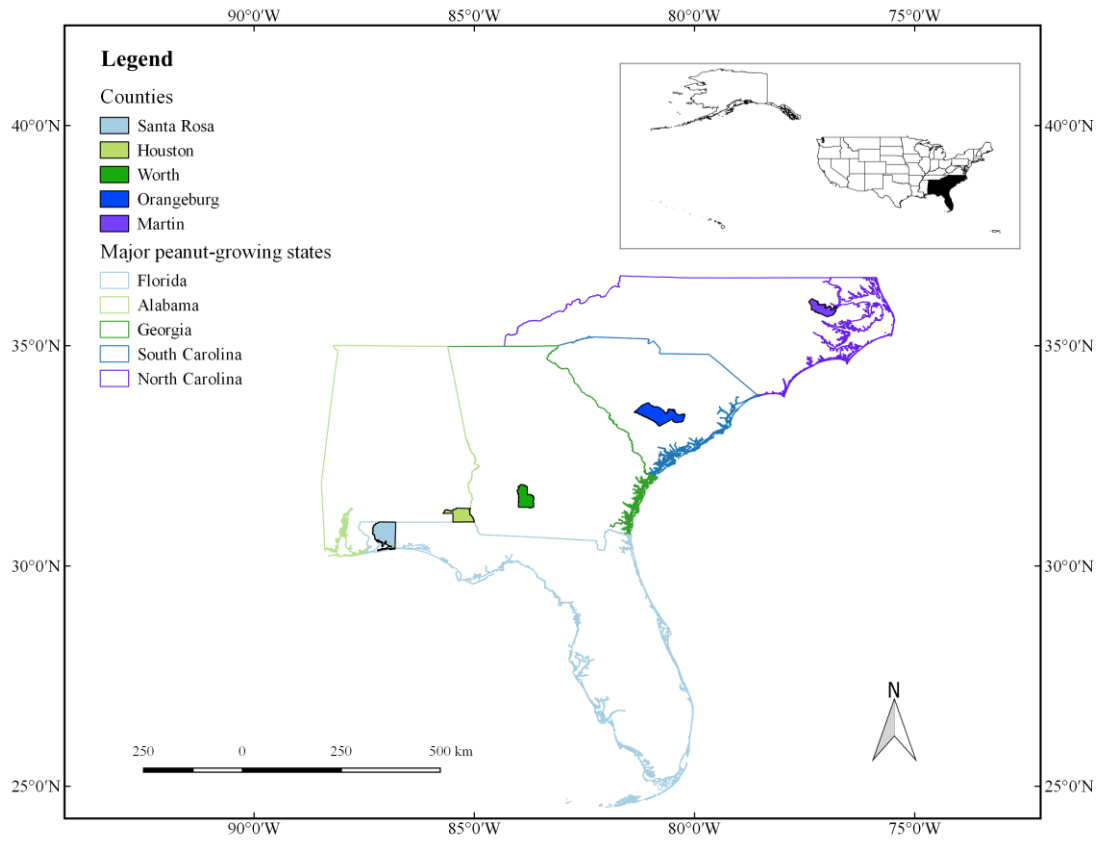 90°0'W 85°0'W 80°0'W 75°0'W
Legend
Counties
Santa Rosa
Houston
Worth
Orangeburg
Martin
Major peanut-growing states
Florida
Alabama
Georgia
South Carolina
North Carolina
40°0'N 40°0'N
35°0'N 35°0'N
30°0'N 30°0'N
N
250 0 250 500 km
25°0'N 25°0'N
90°0'W 85°0'W 80°0'W 75°0'W